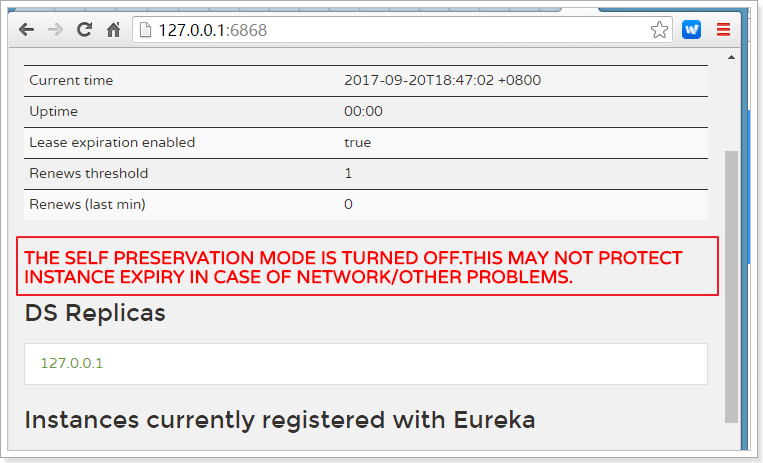 127.0.0.1:6868
Current time 2017-09-20T18:47:02 +0800
Uptime 00:00
Lease expiration enabled true
Renews threshold 1
Renews (last min) 0
THE SELF PRESERVATION MODE IS TURNED OFF.THIS MAY NOT PROTECT
INSTANCE EXPIRY IN CASE OF NETWORK/OTHER PROBLEMS.
DS Replicas
127.0.0.1
Instances currently registered with Eureka